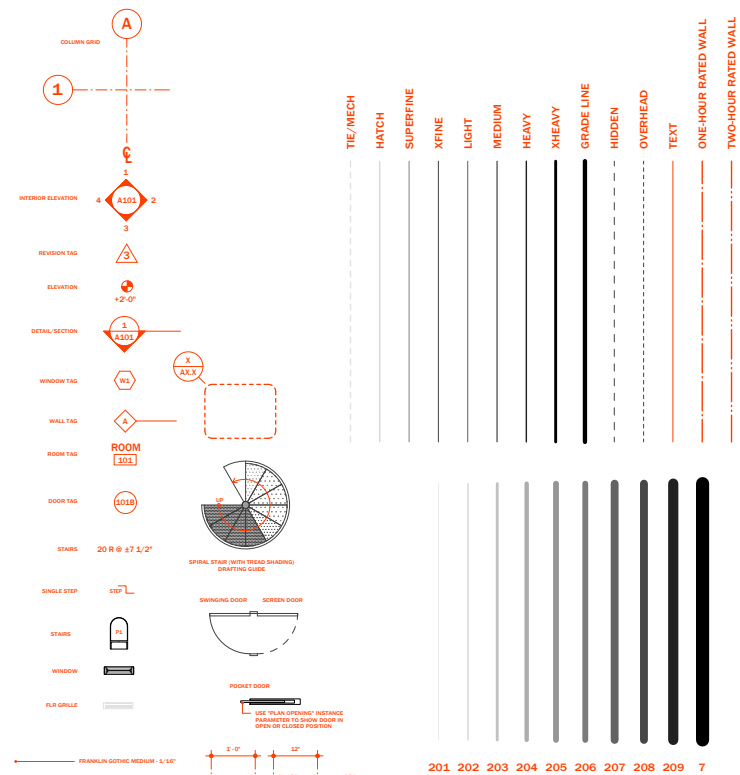 A
COLUMN GRID
1
℄
1
INTERIOR ELEVATION
4
A101
2
3
REVISION TAG
3
ELEVATION
+2'-0"
DETAIL/SECTION
1
A101
WINDOW TAG
W1
X
AX.X
WALL TAG
A
ROOM TAG
ROOM
101
DOOR TAG
101B
UP
STAIRS
20 R @ ±7 1/2"
SPIRAL STAIR (WITH TREAD SHADING)
DRAFTING GUIDE
SINGLE STEP
STEP
SWINGING DOOR
SCREEN DOOR
STAIRS
P1
WINDOW
POCKET DOOR
FLR GRILLE
USE "PLAN OPENING" INSTANCE
PARAMETER TO SHOW DOOR IN
OPEN OR CLOSED POSITION
FRANKLIN GOTHIC MEDIUM - 1/16"
1'-0"
12"
TIE/MECH
HATCH
SUPERFINE
XFINE
LIGHT
MEDIUM
HEAVY
XHEAVY
GRADE LINE
HIDDEN
OVERHEAD
TEXT
ONE-HOUR RATED WALL
TWO-HOUR RATED WALL
201 202 203 204 205 206 207 208 209 7